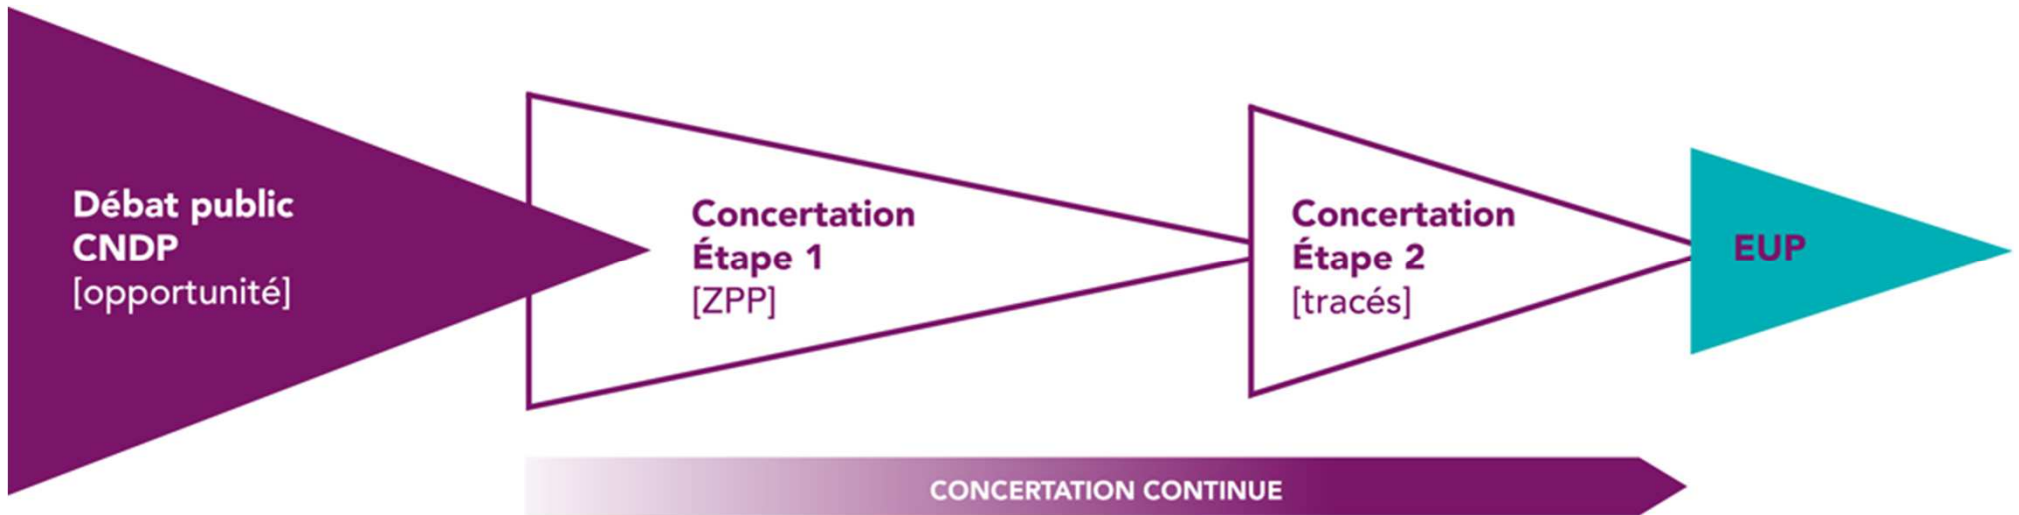 Débat public
CNDP
[opportunité]
Concertation
Étape 1
[ZPP]
Concertation
Étape 2
[tracés]
EUP
CONCERTATION CONTINUE